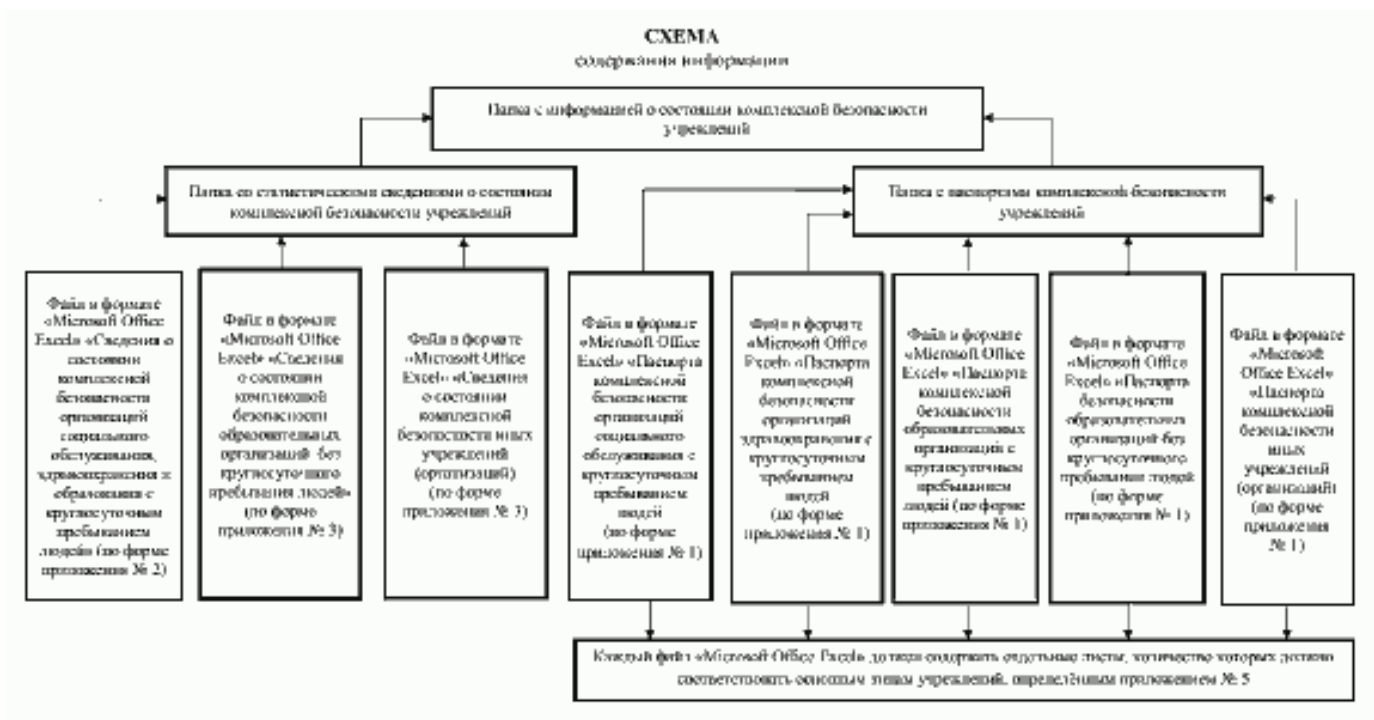 СХЕМА
содержания информации
Папка с информацией о состоянии комплексной безопасности
учреждений
Папка со статистическими сведениями о состоянии
комплексной безопасности учреждений
Папка с паспортами комплексной безопасности
учреждений
Файл в формате
«Microsoft Office
Excel» «Сведения о
состоянии
комплексной
безопасности
организаций
социального
обслуживания,
здравоохранения и
образования с
круглосуточным
пребыванием
людей» (по форме
приложения № 2)
Файл в формате
«Microsoft Office
Excel» «Сведения
о состоянии
комплексной
безопасности
образовательных
организаций без
круглосуточного
пребывания людей»
(по форме
приложения № 3)
Файл в формате
«Microsoft Office
Excel» «Сведения
о состоянии
комплексной
безопасности иных
учреждений
(организаций)
(по форме
приложения № 3)
Файл в формате
«Microsoft Office
Excel» «Паспорта
комплексной
безопасности
организаций
социального
обслуживания с
круглосуточным
пребыванием
людей
(по форме
приложения № 1)
Файл в формате
«Microsoft Office
Excel» «Паспорта
комплексной
безопасности
организаций
здравоохранения с
круглосуточным
пребыванием
людей
(по форме
приложения № 1)
Файл в формате
«Microsoft Office
Excel» «Паспорта
комплексной
безопасности
образовательных
организаций с
круглосуточным
пребыванием
людей (по форме
приложения № 1)
Файл в формате
«Microsoft Office
Excel» «Паспорта
безопасности
образовательных
организаций без
круглосуточного
пребывания людей
(по форме
приложения № 1)
Файл в формате
«Microsoft
Office Excel»
«Паспорта
комплексной
безопасности
иных
учреждений
(организаций)
(по форме
приложения
№ 1)
Каждый файл «Microsoft Office Excel» должен содержать отдельные листы, количество которых должно
соответствовать основным типам учреждений, определённым приложением № 5